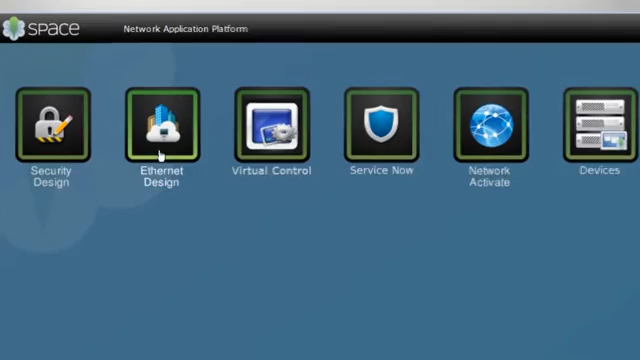 space
Network Application Platform
Security
Design
Ethernet
Design
Virtual Control
Service Now
Network
Activate
Devices